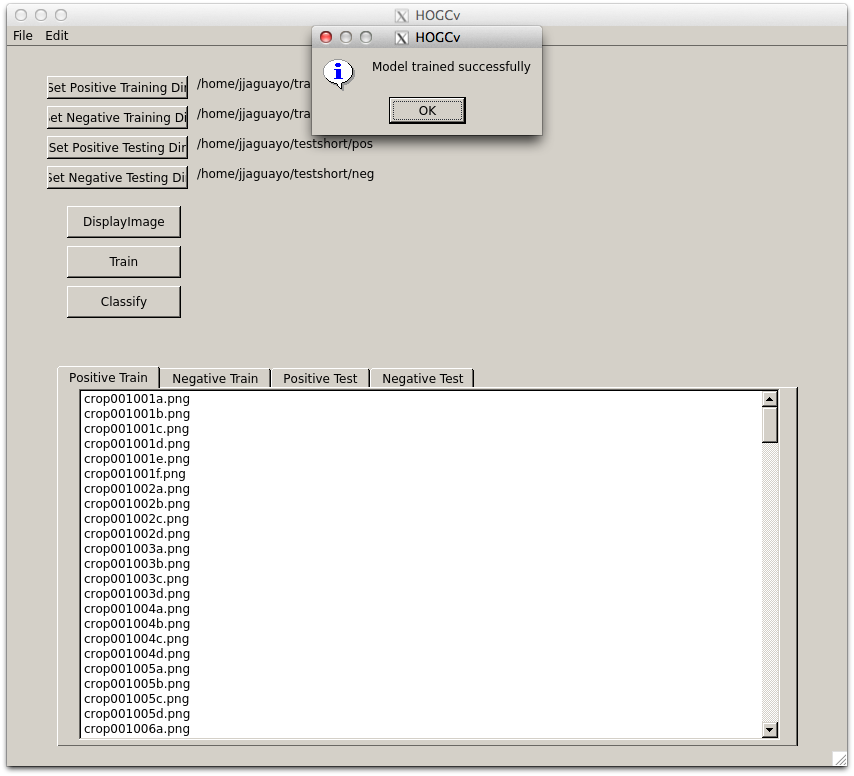 HOGCv
File Edit
HOGCv
Model trained successfully
OK
Set Positive Training Dir /home/jjaguayo/tra
Set Negative Training Di /home/jjaguayo/tra
Set Positive Testing Dir /home/jjaguayo/testshort/pos
Set Negative Testing Di /home/jjaguayo/testshort/neg
DisplayImage
Train
Classify
Positive Train Negative Train Positive Test Negative Test
crop001001a.png
crop001001b.png
crop001001c.png
crop001001d.png
crop001001e.png
crop001001f.png
crop001002a.png
crop001002b.png
crop001002c.png
crop001002d.png
crop001003a.png
crop001003b.png
crop001003c.png
crop001003d.png
crop001004a.png
crop001004b.png
crop001004c.png
crop001004d.png
crop001005a.png
crop001005b.png
crop001005c.png
crop001005d.png
crop001006a.png